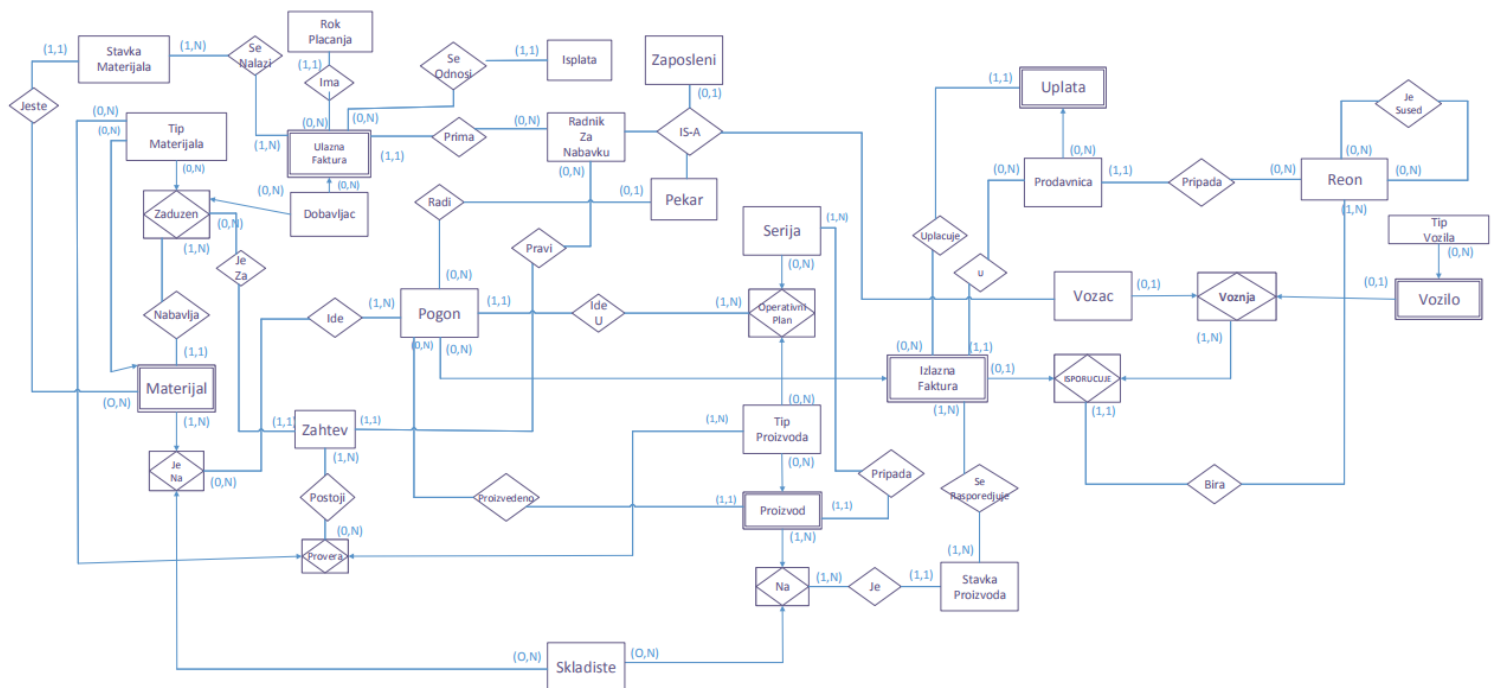 Rok
Placanja
(1,1)
Stavka
Materijala
(1,N)
Se
Nalazi
(1,1)
Ima
Se
Odnosi
(1,1)
Isplata
Zaposleni
(0,1)
(1,1)
Uplata
Je
Sused
Jeste
(0,N)
(0,N)
Tip
Materijala
(0,N)
(1,N)
(0,N)
(0,N)
Ulazna
Faktura
(1,1)
Prima
(0,N)
Radnik
Za
Nabavku
(0,N)
IS-A
(0,N)
(0,N)
Prodavnica
(1,1)
Pripada
(0,N)
(0,N)
Reon
(0,N)
(1,N)
Zaduzen
(0,N)
(1,N)
(0,N)
(0,N)
Dobavljac
Radi
(0,1)
Pekar
Je
Za
Pravi
Serija
(1,N)
(0,N)
Uplacuje
U
Tip
Vozila
(0,N)
(0,1)
Vozilo
Nabavlja
(1,1)
Ide
(0,N)
(1,N)
Pogon
(1,1)
(0,N)
(0,N)
Ide
U
(1,N)
Operativni
Plan
Vozac
(0,1)
Voznja
(1,N)
Materijal
(O,N)
(1,N)
(0,N)
(1,1)
Izlazna
Faktura
(0,1)
(1,N)
ISPORUCUJE
(1,1)
Je
Na
(0,N)
(1,1)
Zahtev
(1,1)
(1,N)
(1,N)
(0,N)
Tip
Proizvoda
(0,N)
Postoji
(0,N)
Provera
Proizvedeno
(1,1)
Proizvod
(1,1)
(1,N)
Pripada
Se
Rasporedjuje
Bira
Na
(1,N)
Je
(1,1)
(1,N)
Stavka
Proizvoda
(O,N)
Skladiste
(O,N)